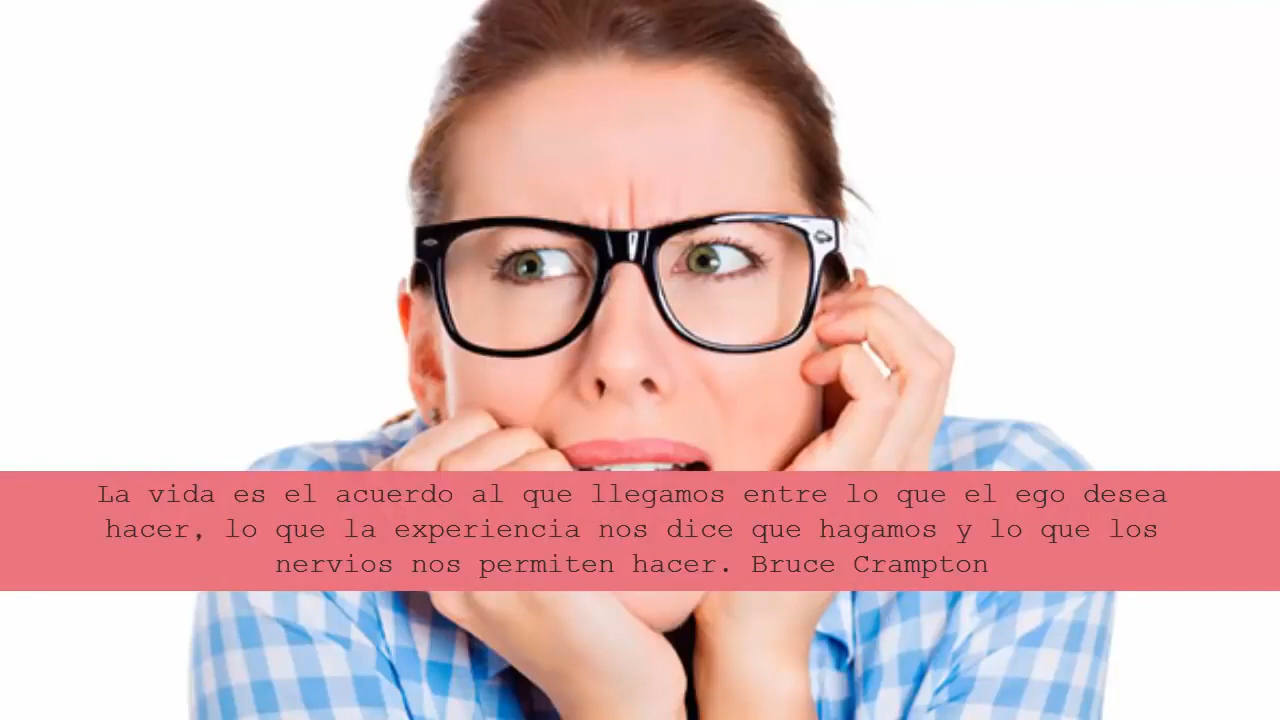 La vida es el acuerdo al que llegamos entre lo que el ego desea
hacer, lo que la experiencia nos dice que hagamos y lo que los
nervios nos permiten hacer. Bruce Crampton